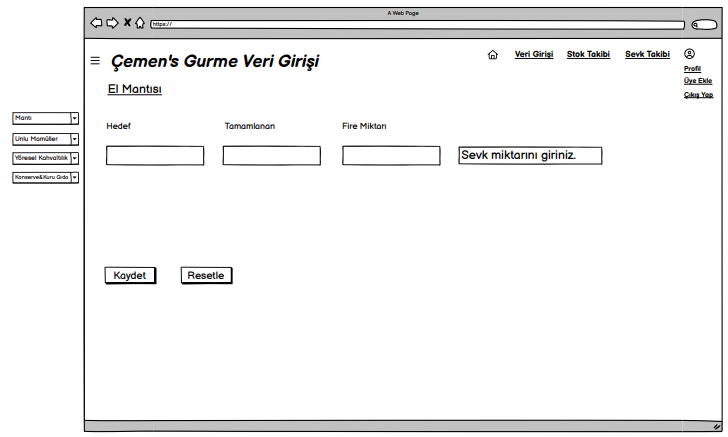 A Web Page
https://
Çemen's Gurme Veri Girişi
Veri Girişi
Stok Takibi
Sevk Takibi
Profil
Üye Ekle
Çıkış Yap
El Mantısı
Mantı
Unlu Mamüller
Yöresel Kahvaltılık
Konserve&Kuru Gıda
Hedef
Tamamlanan
Fire Miktarı
Sevk miktarını giriniz.
Kaydet
Resetle